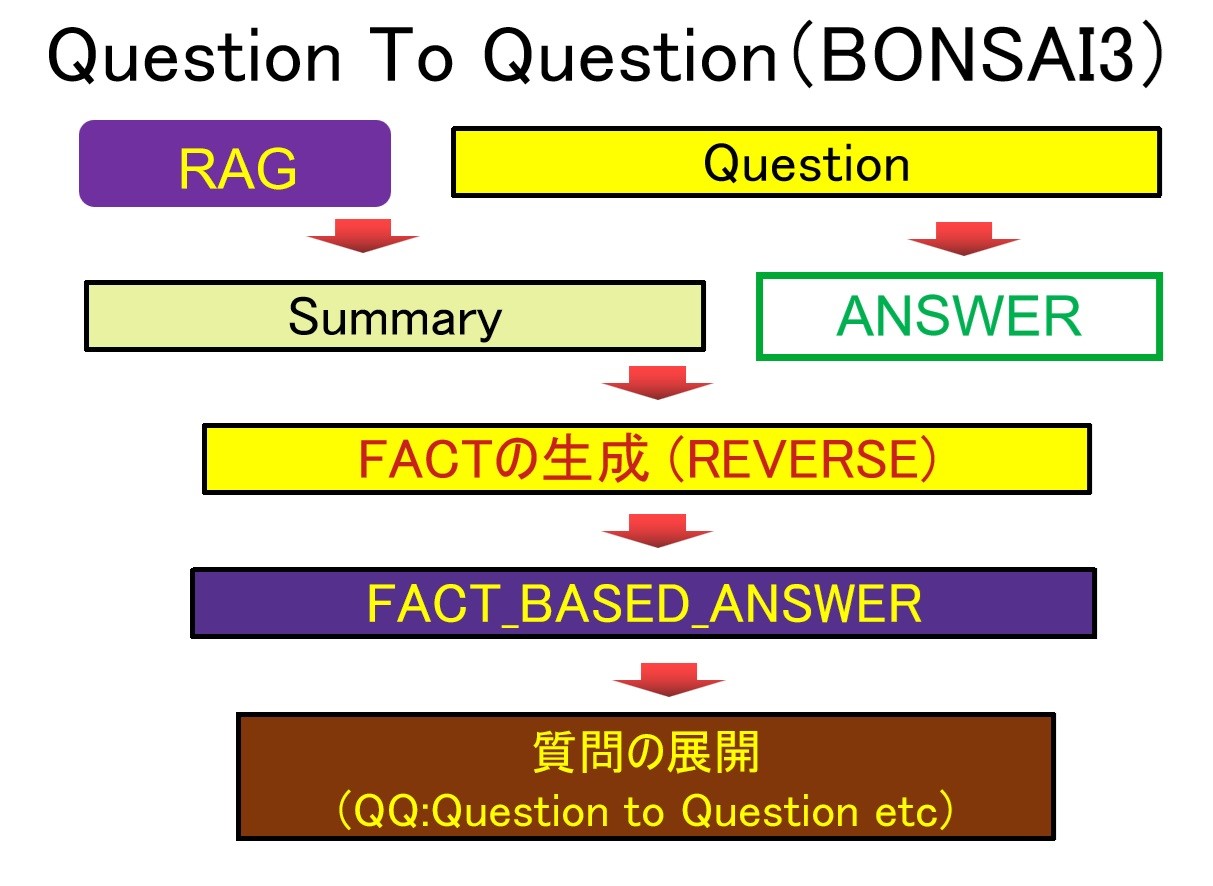 Question To Question（BONSAI3）
RAG
Question
Summary
ANSWER
FACTの生成 (REVERSE)
FACT_BASED_ANSWER
質問の展開
（QQ:Question to Question etc）